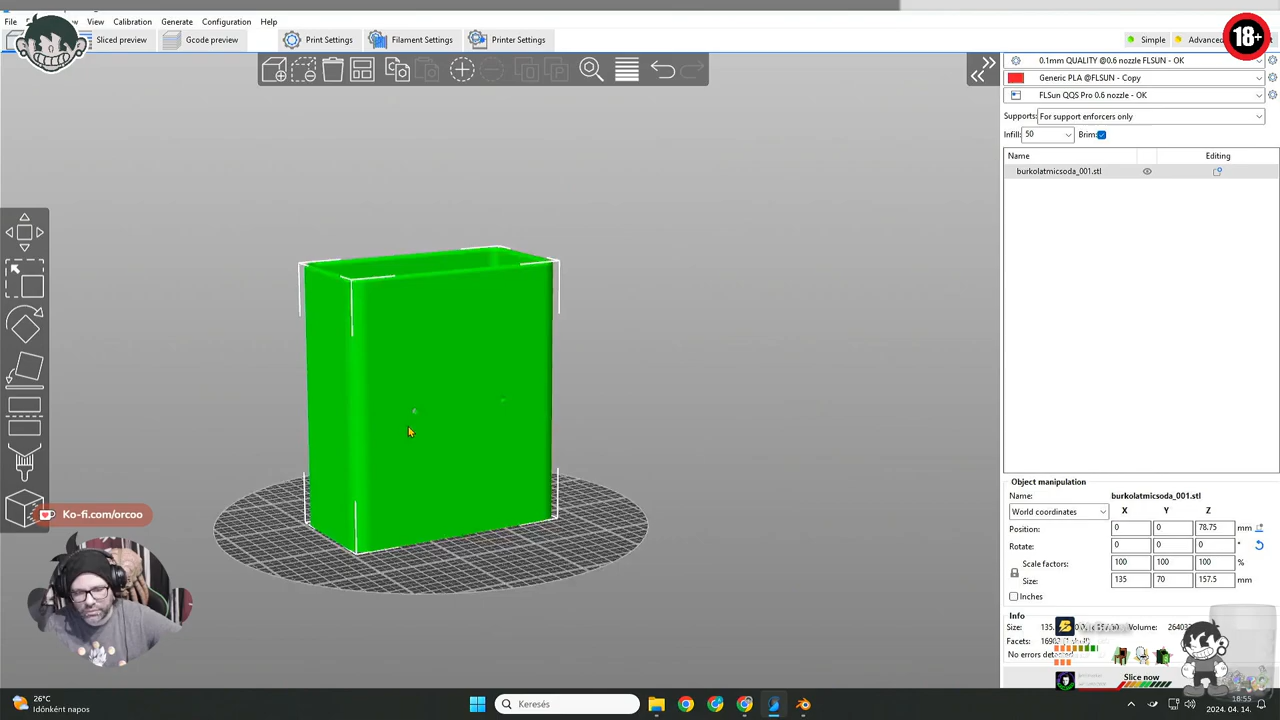 File
View
Calibration
Generate
Configuration
Help
Sliced preview
Gcode preview
Print Settings
Filament Settings
Printer Settings
Simple
18+
0.1mm QUALITY @0.6 nozzle FLSUN - OK
Generic PLA @FLSUN - Copy
FLSun QQS Pro 0.6 nozzle - OK
Supports: For support enforcers only
Infill: 50
Brim:
Name
Editing
burkolatmicsoda_001.stl
Ko-fi.com/orcoo
Object manipulation
Name: burkolatmicsoda_001.stl
World coordinates
X Y Z
Position: 0 0 78.75 mm
Rotate: 0 0 0 °
Scale factors: 100 100 100 %
Size: 135 70 157.5 mm
Inches
Info
Size:
Volume:
Facets:
Slice now
26°C
Időnként napos
Keresés
18:55
2024. 04. 14.